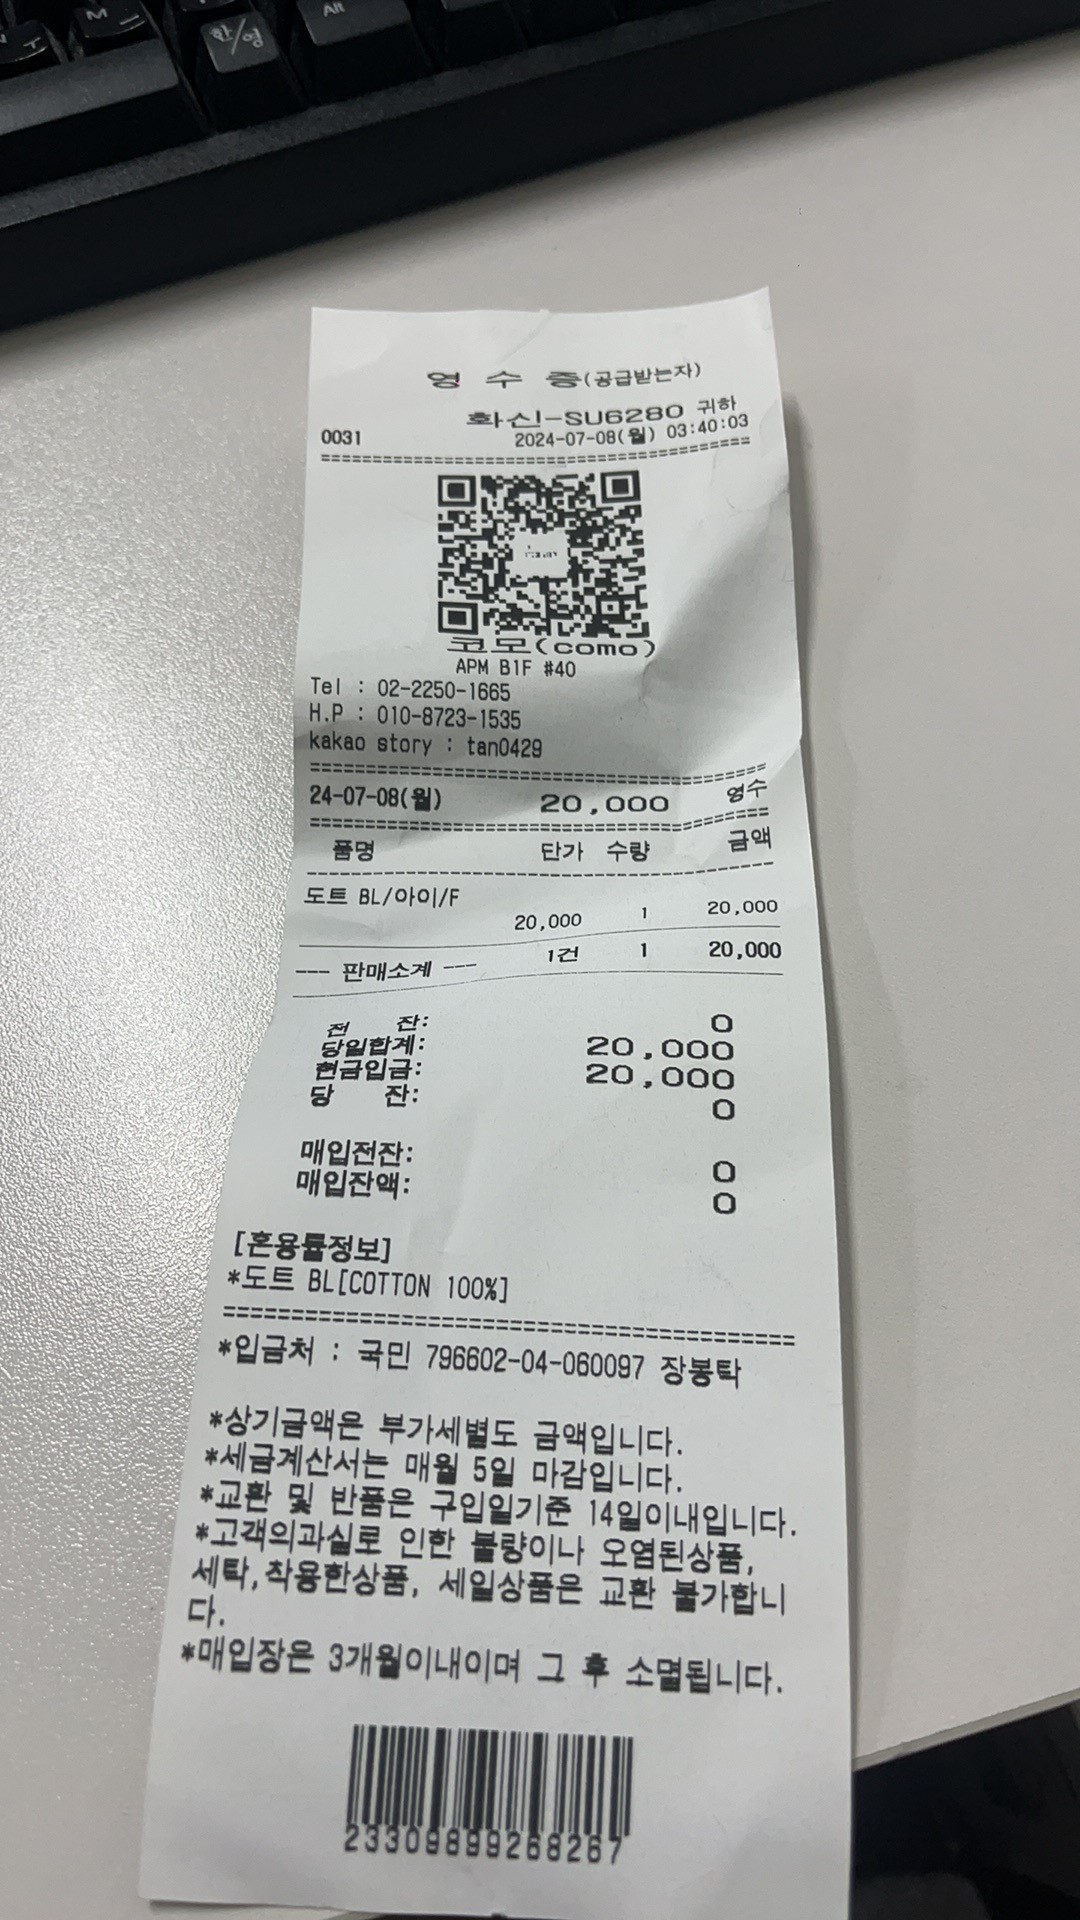 M
ㅡ
ㅜ
한/영
Alt
영 수 증(공급받는자)
화신-SU6280 귀하
0031 2024-07-08(월) 03:40:03
코모(como)
APM B1F #40
Tel : 02-2250-1665
H.P : 010-8723-1535
kakao story : tan0429
24-07-08(월) 20,000 영수
품명 단가 수량 금액
도트 BL/아이/F
20,000 1 20,000
--- 판매소계 --- 1건 1 20,000
전 잔: 0
당일합계: 20,000
현금입금: 20,000
당 잔: 0
매입전잔: 0
매입잔액: 0
[혼용률정보]
*도트 BL[COTTON 100%]
*입금처 : 국민 796602-04-060097 장봉탁
*상기금액은 부가세별도 금액입니다.
*세금계산서는 매월 5일 마감입니다.
*교환 및 반품은 구입일기준 14일이내입니다.
*고객의과실로 인한 불량이나 오염된상품,
세탁,착용한상품, 세일상품은 교환 불가합니
다.
*매입장은 3개월이내이며 그 후 소멸됩니다.
23309899268267